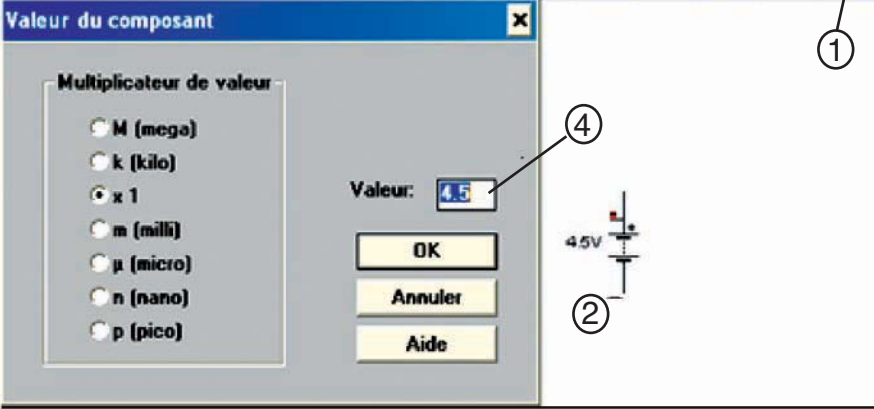 Valeur du composant
Multiplicateur de valeur
M (mega)
k (kilo)
x 1
m (milli)
µ (micro)
n (nano)
p (pico)
Valeur: 4.5
OK
Annuler
Aide
1
4
4.5V
+
2